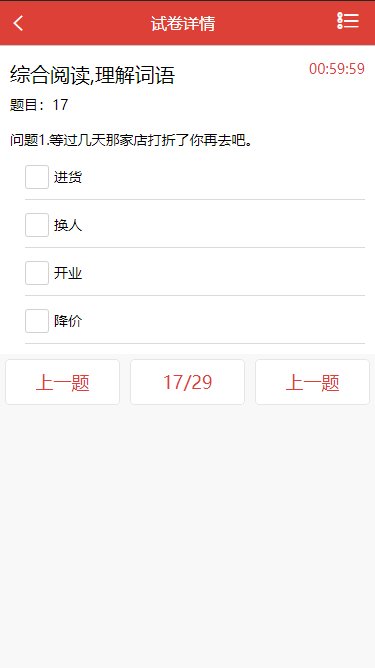 试卷详情
综合阅读,理解词语
00:59:59
题目：17
问题1.等过几天那家店打折了你再去吧。
进货
换人
开业
降价
上一题
17/29
上一题